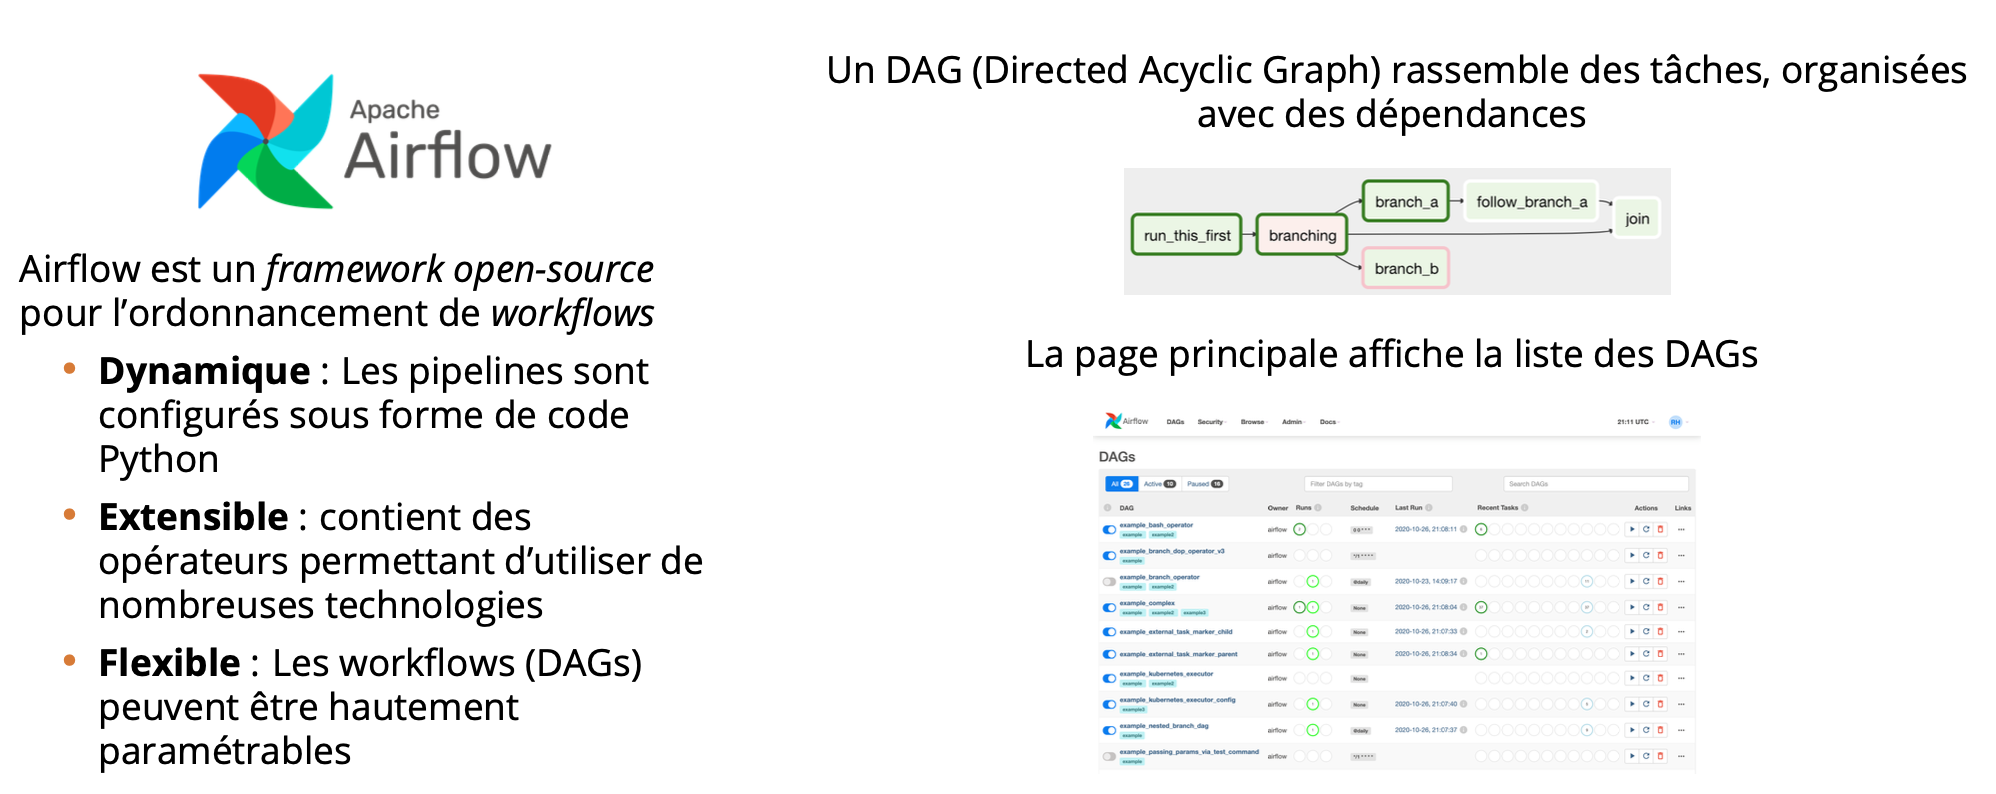 Apache
Airflow
Airflow est un framework open-source
pour l’ordonnancement de workflows
• Dynamique : Les pipelines sont
configurés sous forme de code
Python
• Extensible : contient des
opérateurs permettant d’utiliser de
nombreuses technologies
• Flexible : Les workflows (DAGs)
peuvent être hautement
paramétrables
Un DAG (Directed Acyclic Graph) rassemble des tâches, organisées
avec des dépendances
run_this_first
branching
branch_a
follow_branch_a
join
branch_b
La page principale affiche la liste des DAGs
Airflow DAGs Security Browse Admin Docs 21:11 UTC RH
DAGs
All 26 Active 10 Paused 16 Filter DAGs by tag Search DAGs
DAG Owner Runs Schedule Last Run Recent Tasks Actions Links
example_bash_operator airflow 2020-10-26, 21:08:11
example example2
example_branch_dop_operator_v3 airflow
example
example_branch_operator airflow @daily 2020-10-23, 14:09:17
example example2
example_complex airflow None 2020-10-26, 21:08:04
example example2 example3
example_external_task_marker_child airflow None 2020-10-26, 21:07:33
example_external_task_marker_parent airflow None 2020-10-26, 21:08:34
example_kubernetes_executor airflow None
example example2
example_kubernetes_executor_config airflow None 2020-10-26, 21:07:40
example3
example_nested_branch_dag airflow @daily 2020-10-26, 21:07:37
example
example_passing_params_via_test_command airflow
example